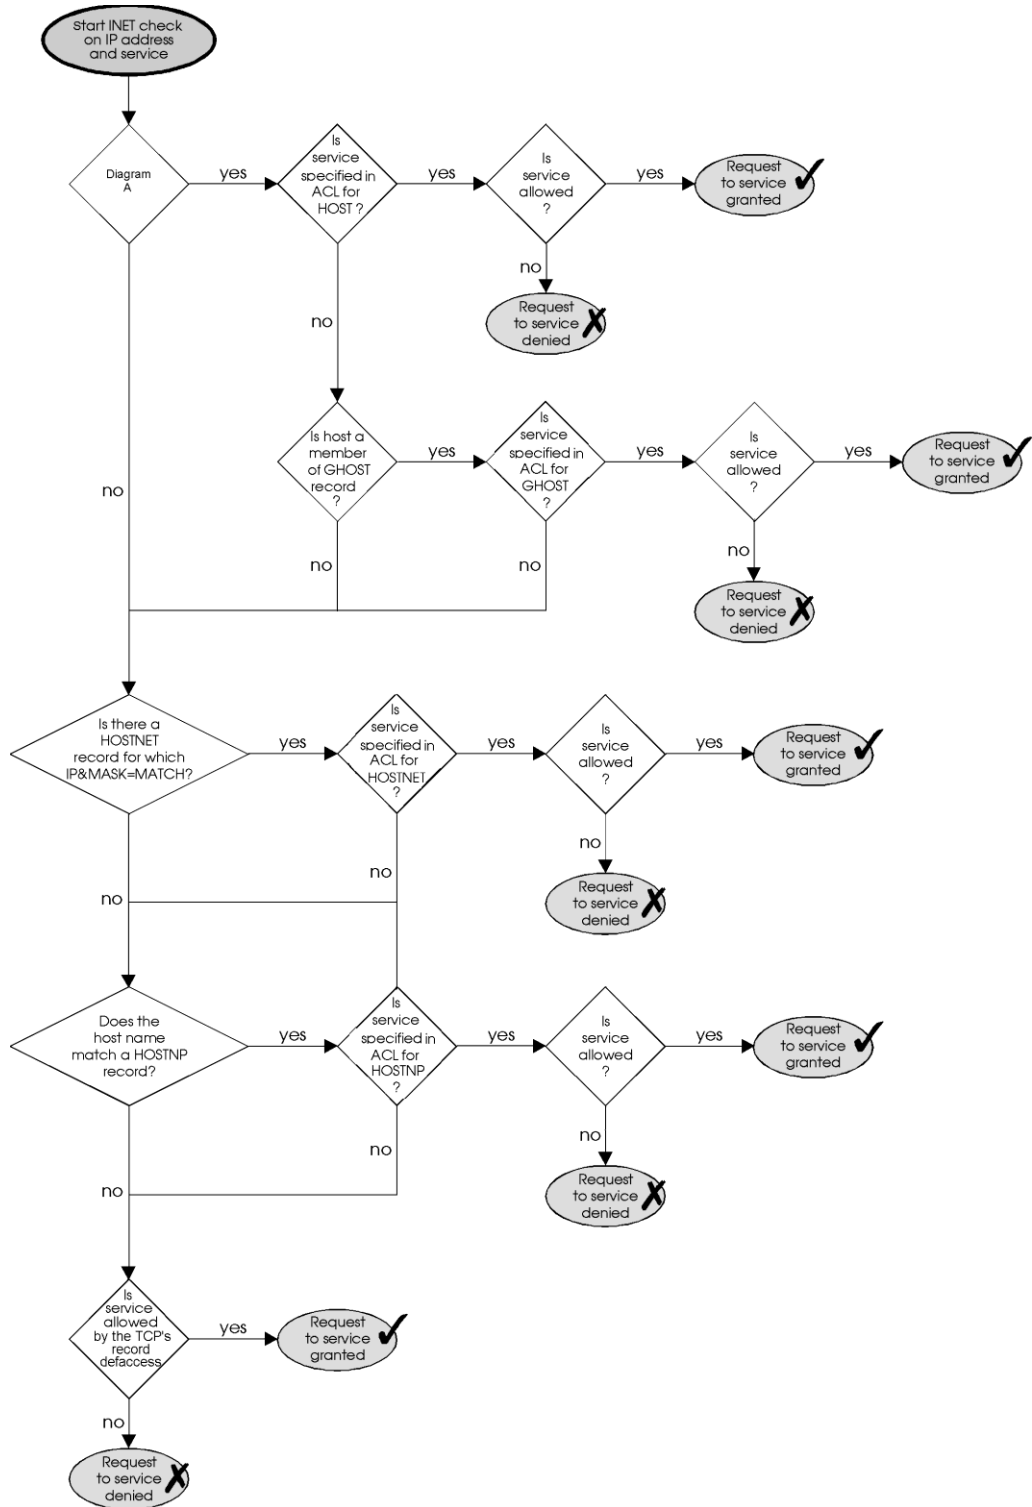 Start INET check
on IP address
and service
Diagram
A
yes
Is
service
specified in
ACL for
HOST ?
yes
Is
service
allowed
?
yes
Request
to service
granted
no
Request
to service
denied
no
no
Is host a
member
of GHOST
record
?
yes
Is
service
specified in
ACL for
GHOST
?
yes
Is
service
allowed
?
yes
Request
to service
granted
no
no
no
Request
to service
denied
Is there a
HOSTNET
record for which
IP&MASK=MATCH?
yes
Is
service
specified in
ACL for
HOSTNET
?
yes
Is
service
allowed
?
yes
Request
to service
granted
no
no
no
Request
to service
denied
Does the
host name
match a HOSTNP
record?
yes
Is
service
specified in
ACL for
HOSTNP
?
yes
Is
service
allowed
?
yes
Request
to service
granted
no
no
no
Request
to service
denied
Is
service
allowed
by the TCP's
record
defaccess
yes
Request
to service
granted
no
Request
to service
denied